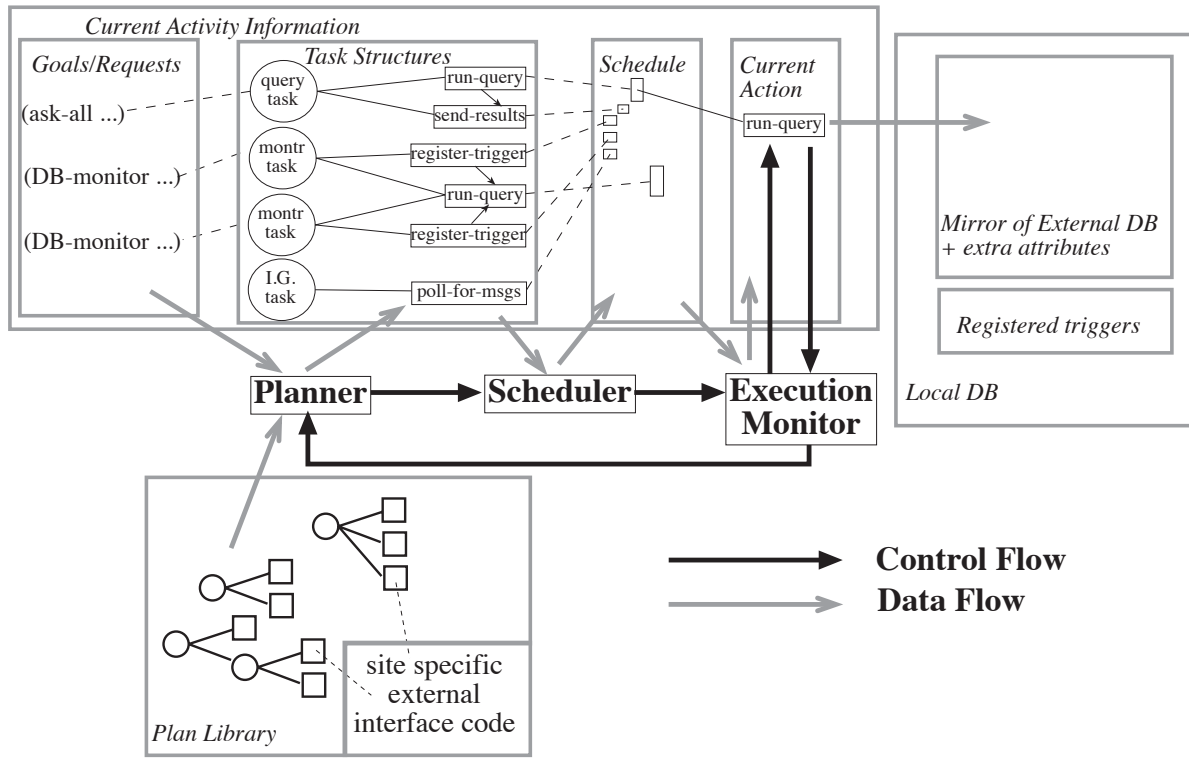 Current Activity Information
Goals/Requests
(ask-all ...)
(DB-monitor ...)
(DB-monitor ...)
Task Structures
query
task
montr
task
montr
task
I.G.
task
run-query
send-results
register-trigger
run-query
register-trigger
poll-for-msgs
Schedule
Current
Action
run-query
Mirror of External DB
+ extra attributes
Registered triggers
Local DB
Planner
Scheduler
Execution
Monitor
Control Flow
Data Flow
site specific
external
interface code
Plan Library